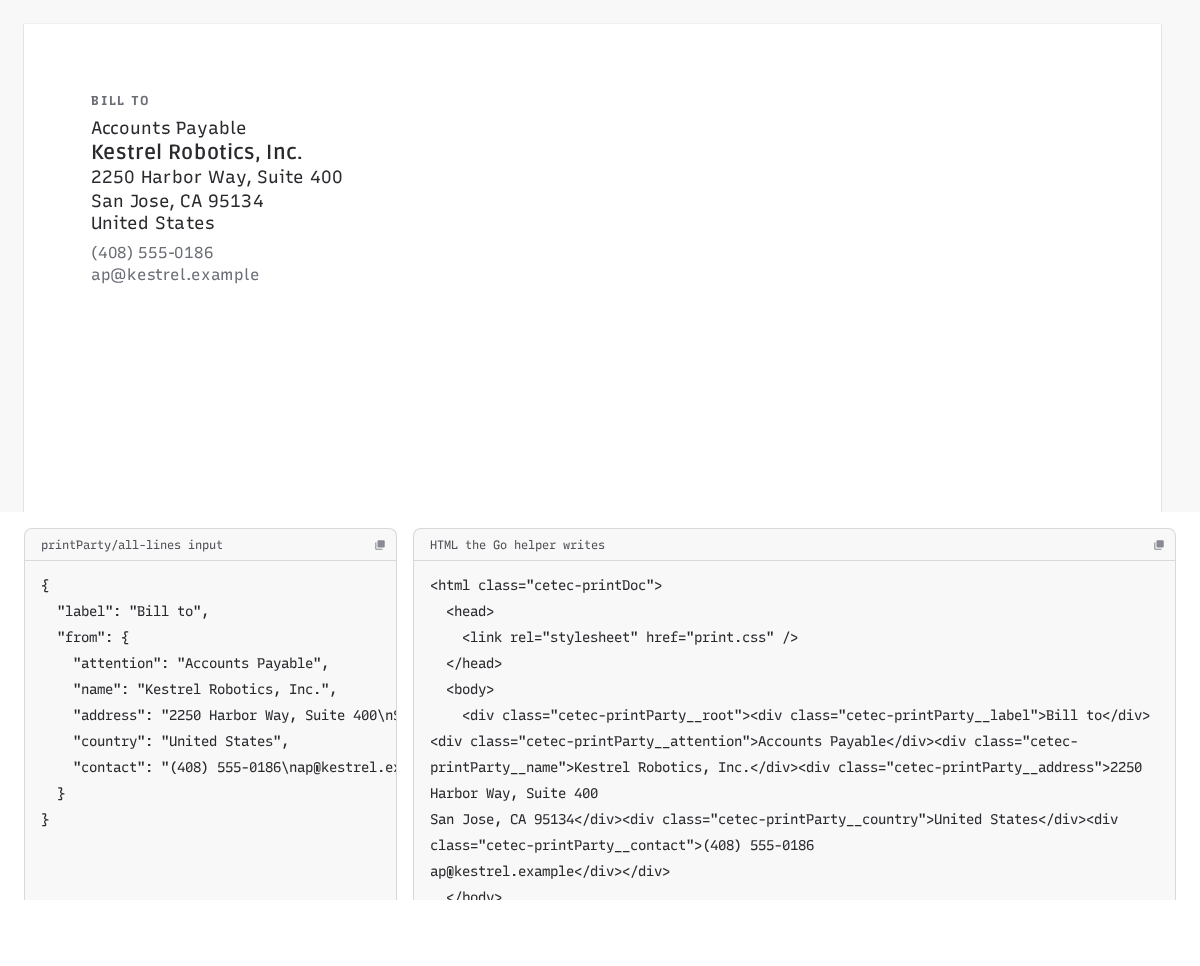 BILL TO
Accounts Payable
Kestrel Robotics, Inc.
2250 Harbor Way, Suite 400
San Jose, CA 95134
United States
(408) 555-0186
ap@kestrel.example
printParty/all-lines input
{
  "label": "Bill to",
  "from": {
    "attention": "Accounts Payable",
    "name": "Kestrel Robotics, Inc.",
    "address": "2250 Harbor Way, Suite 400\n
    "country": "United States",
    "contact": "(408) 555-0186\nap@kestrel.ex
  }
}
HTML the Go helper writes
<html class="cetec-printDoc">
  <head>
    <link rel="stylesheet" href="print.css" />
  </head>
  <body>
    <div class="cetec-printParty__root"><div class="cetec-printParty__label">Bill to</div>
<div class="cetec-printParty__attention">Accounts Payable</div><div class="cetec-
printParty__name">Kestrel Robotics, Inc.</div><div class="cetec-printParty__address">2250
Harbor Way, Suite 400
San Jose, CA 95134</div><div class="cetec-printParty__country">United States</div><div
class="cetec-printParty__contact">(408) 555-0186
ap@kestrel.example</div></div>
  </body>